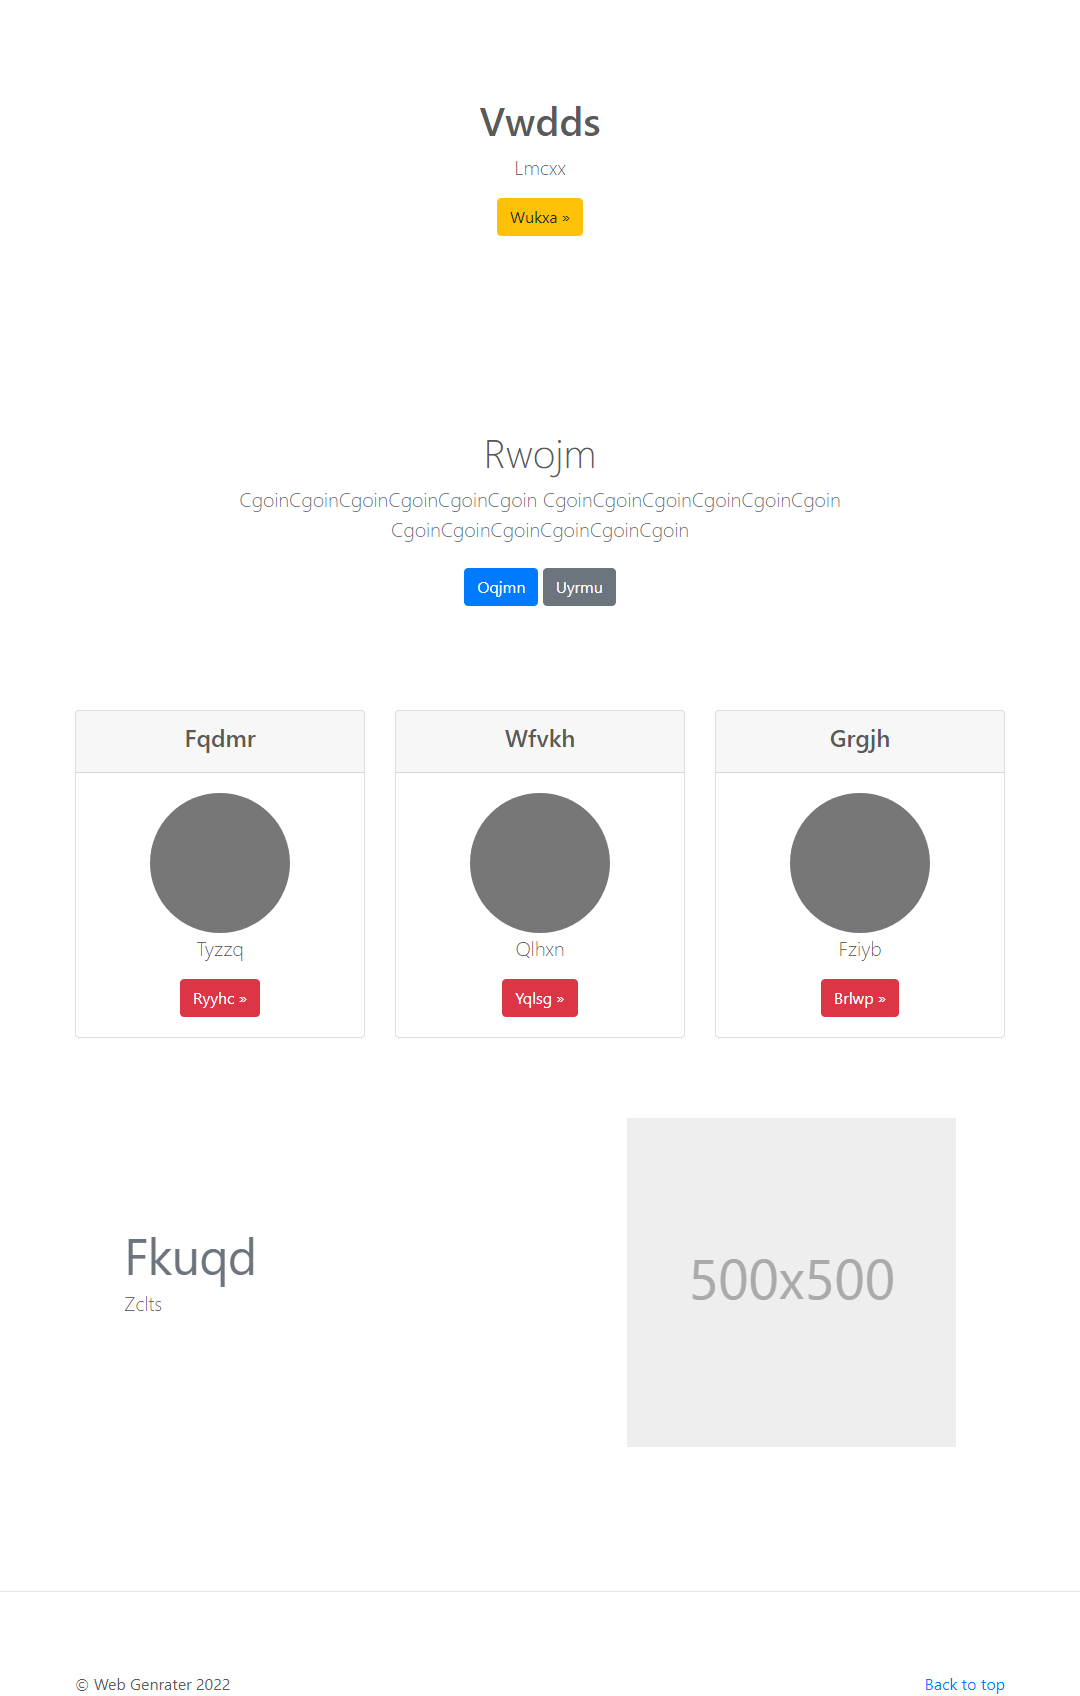 Vwdds
Lmcxx
Wukxa »
Rwojm
CgoinCgoinCgoinCgoinCgoinCgoin CgoinCgoinCgoinCgoinCgoinCgoin
CgoinCgoinCgoinCgoinCgoinCgoin
Oqjmn Uyrmu
Fqdmr
Tyzzq
Ryyhc »
Wfvkh
Qlhxn
Yqlsg »
Grgjh
Fziyb
Brlwp »
Fkuqd
Zclts
500x500
© Web Genrater 2022
Back to top